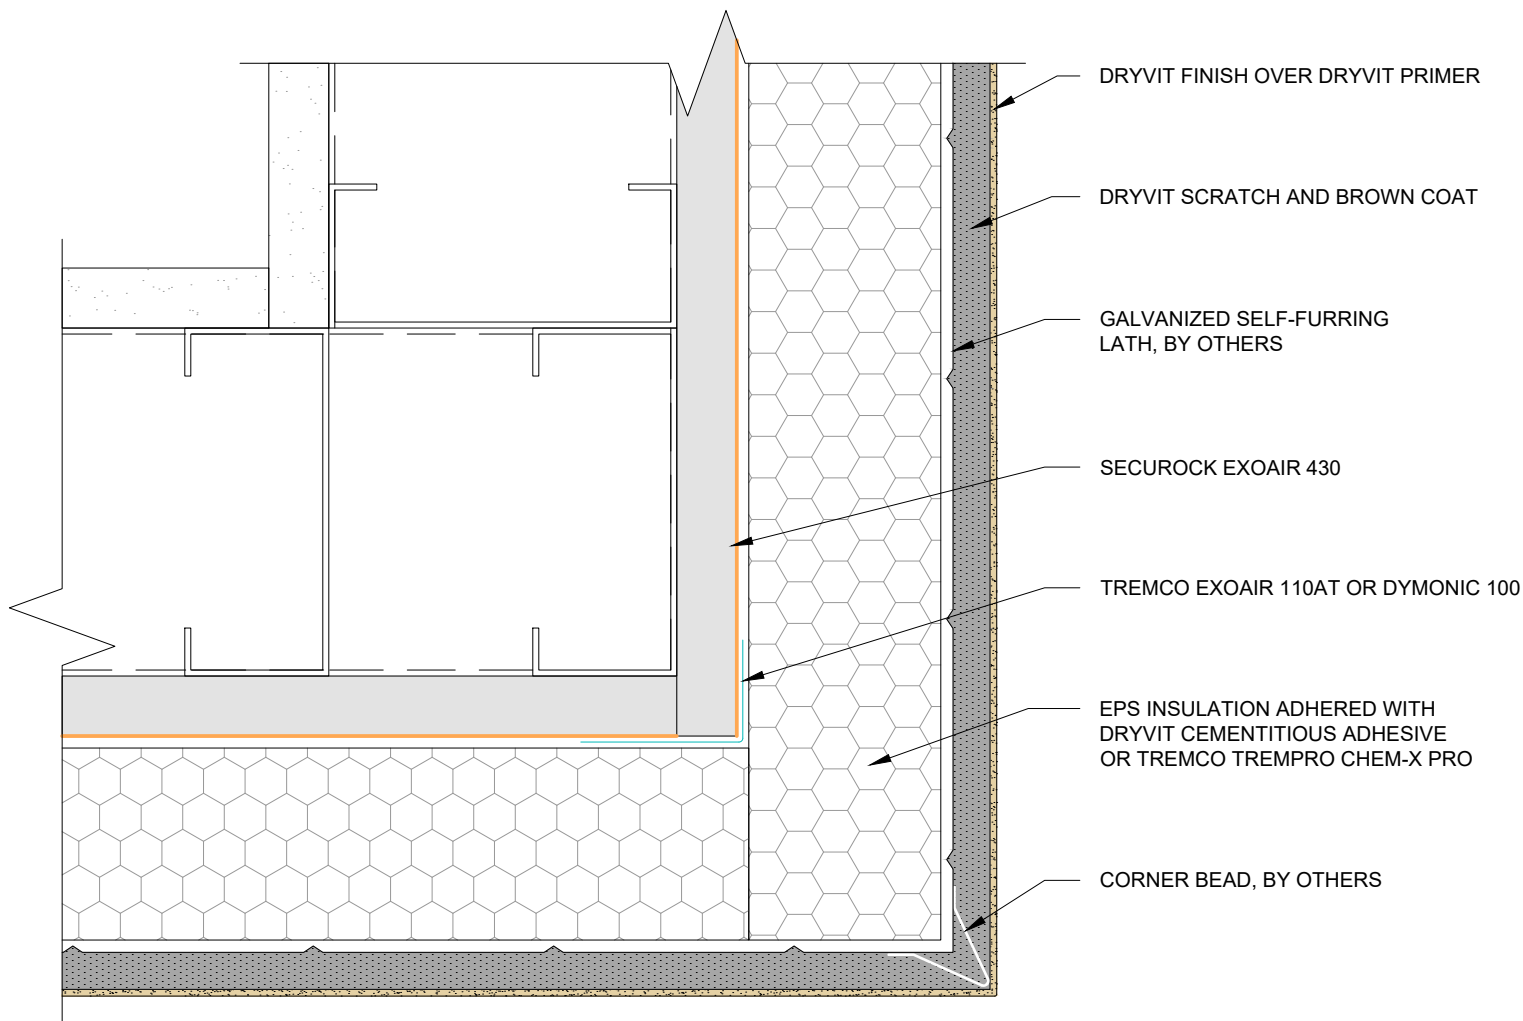 DRYVIT FINISH OVER DRYVIT PRIMER
DRYVIT SCRATCH AND BROWN COAT
GALVANIZED SELF-FURRING
LATH, BY OTHERS
SECUROCK EXOAIR 430
TREMCO EXOAIR 110AT OR DYMONIC 100
EPS INSULATION ADHERED WITH
DRYVIT CEMENTITIOUS ADHESIVE
OR TREMCO TREMPRO CHEM-X PRO
CORNER BEAD, BY OTHERS